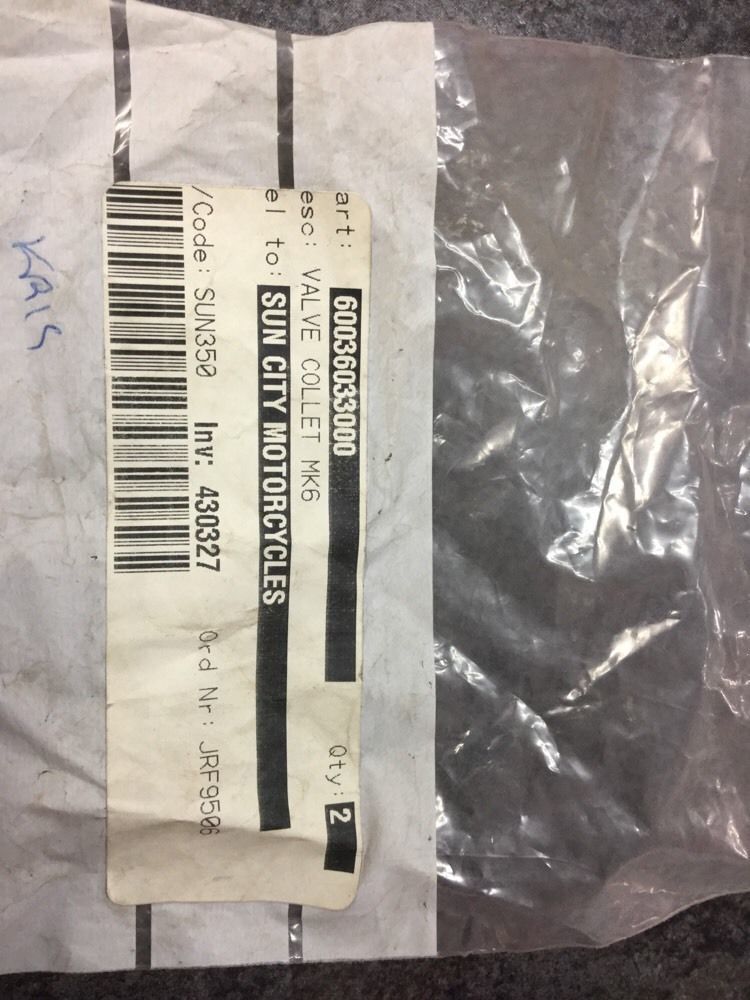 art: 60036033000 Qty: 2
esc: VALVE COLLET MK6
el to: SUN CITY MOTORCYCLES
/Code: SUN350 Inv: 430327 Ord Nr: JRF9506
KRIS